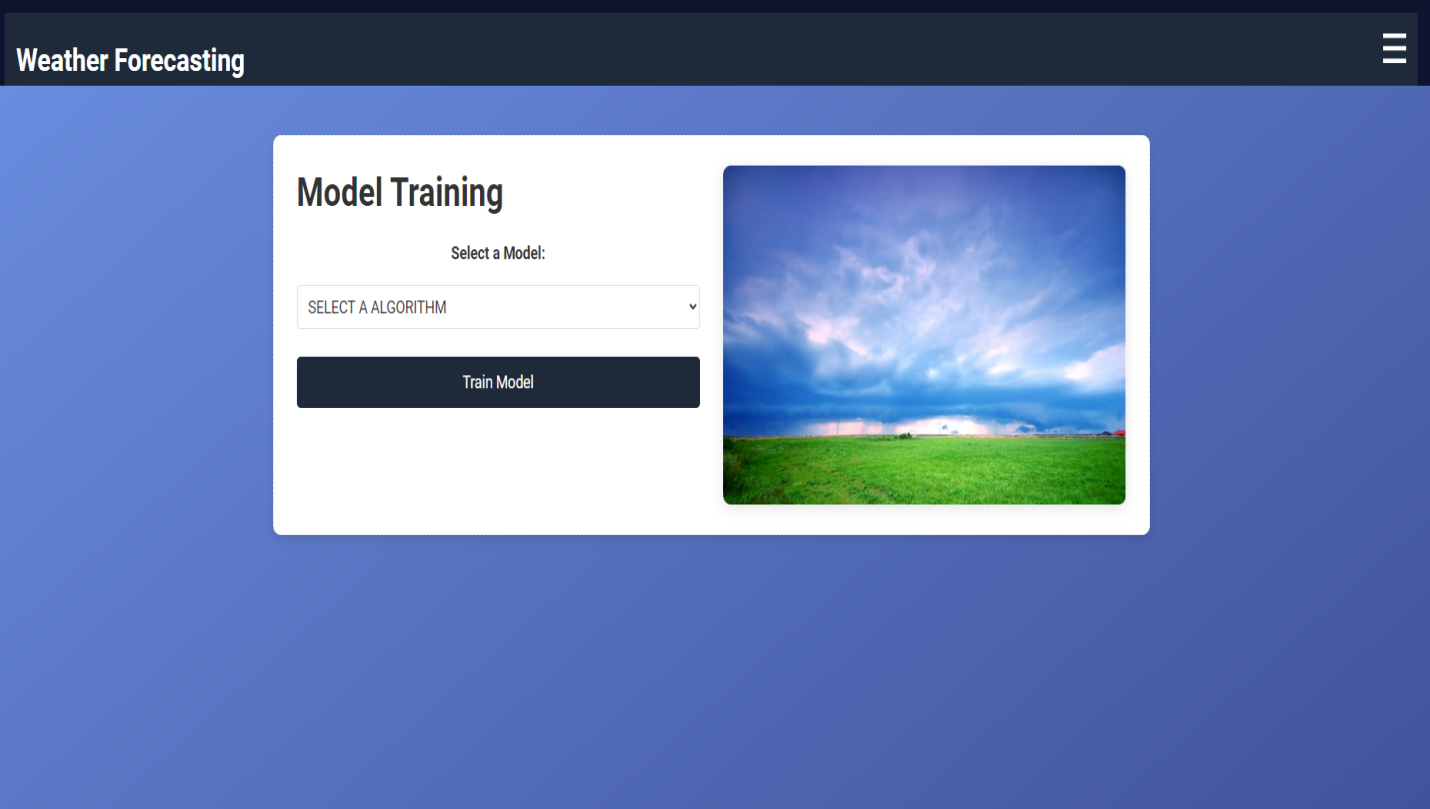 Weather Forecasting
Model Training
Select a Model:
SELECT A ALGORITHM
Train Model